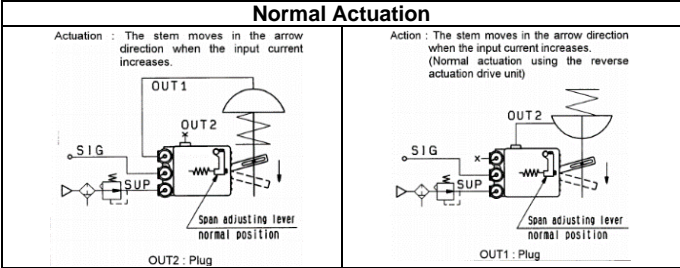 Normal Actuation
Actuation : The stem moves in the arrow
direction when the input current
increases.
OUT1
OUT2
x
SIG
SUP
Span adjusting lever
normal position
OUT2 : Plug
Action : The stem moves in the arrow direction
when the input current increases.
(Normal actuation using the reverse
actuation drive unit)
OUT2
SIG
x
SUP
Span adjusting lever
normal position
OUT1 : Plug